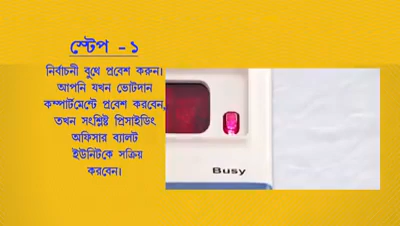 স্টেপ - ১
নির্বাচনী বুথে প্রবেশ করুন।
আপনি যখন ভোটদান
কম্পার্টমেন্টে প্রবেশ করবেন,
তখন সংশ্লিষ্ট প্রিসাইডিং
অফিসার ব্যালট
ইউনিটকে সক্রিয়
করবেন।
Busy